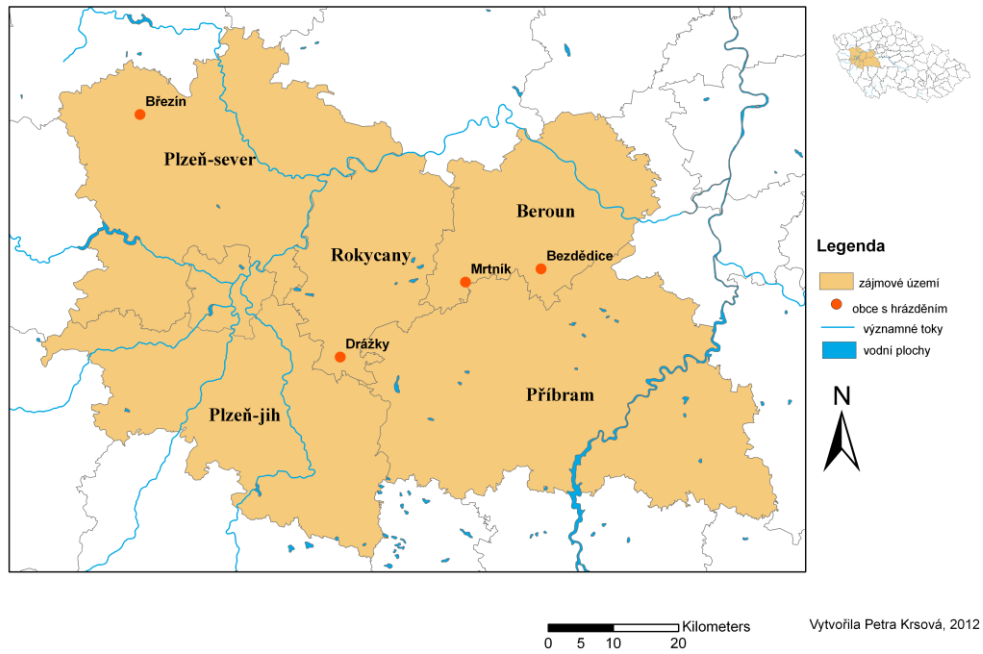 Březín
Plzeň-sever
Beroun
Rokycany
Mrtník
Bezdědice
Drážky
Příbram
Plzeň-jih
Legenda
zájmové území
obce s hrázděním
významné toky
vodní plochy
N
Kilometers
0 5 10 20
Vytvořila Petra Krsová, 2012